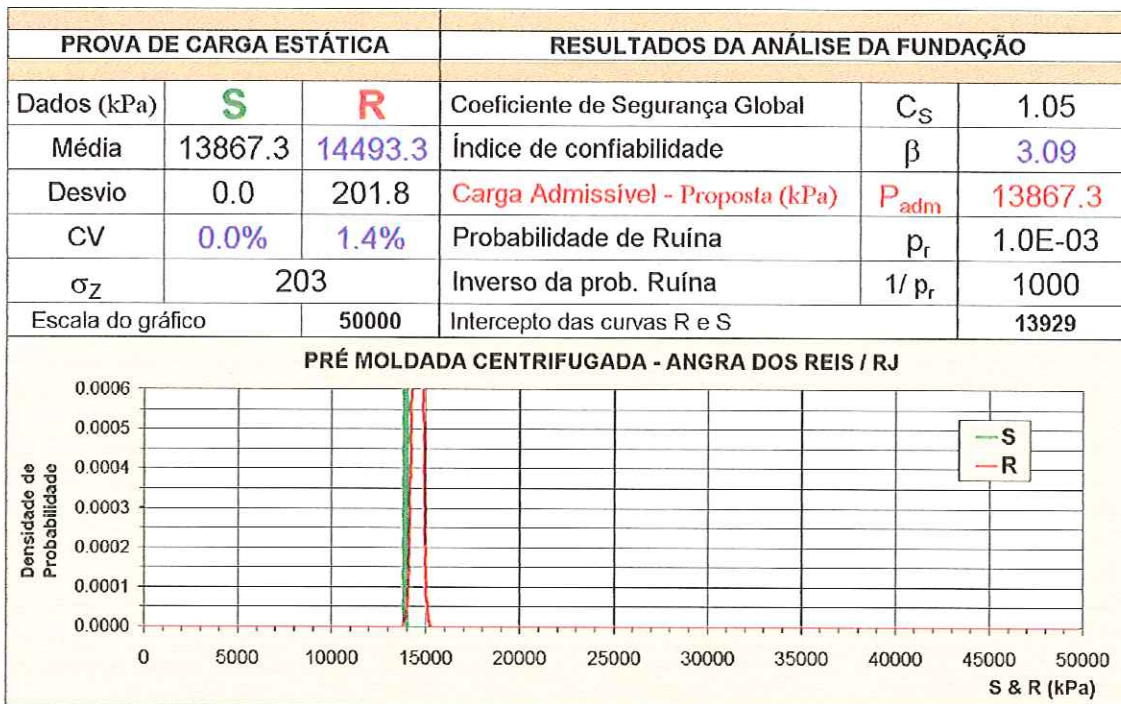 PROVA DE CARGA ESTÁTICA RESULTADOS DA ANÁLISE DA FUNDAÇÃO
Dados (kPa) S R Coeficiente de Segurança Global C_S 1.05
Média 13867.3 14493.3 Índice de confiabilidade β 3.09
Desvio 0.0 201.8 Carga Admissível - Proposta (kPa) P_adm 13867.3
CV 0.0% 1.4% Probabilidade de Ruína p_r 1.0E-03
σ_Z 203 Inverso da prob. Ruína 1/ p_r 1000
Escala do gráfico 50000 Intercepto das curvas R e S 13929
PRÉ MOLDADA CENTRIFUGADA - ANGRA DOS REIS / RJ
Densidade de
Probabilidade
0.0006
0.0005
0.0004
0.0003
0.0002
0.0001
0.0000
S
R
0 5000 10000 15000 20000 25000 30000 35000 40000 45000 50000
S & R (kPa)